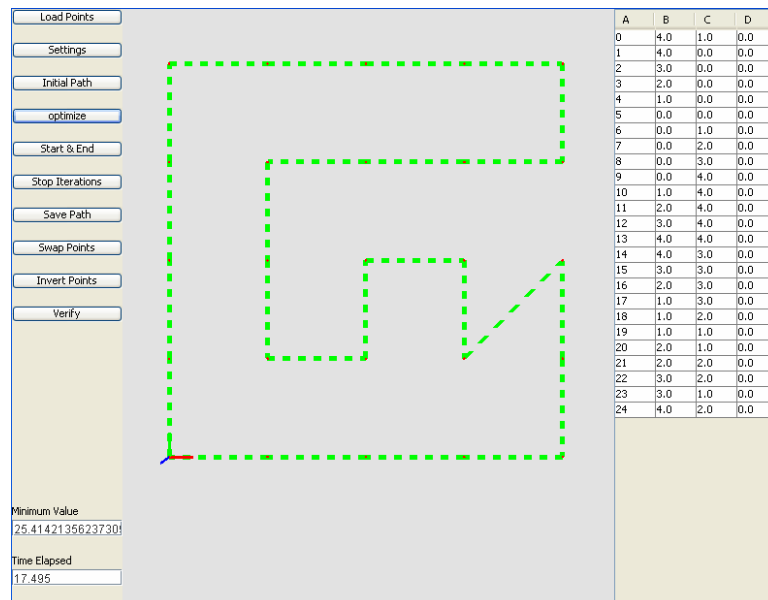 Load Points
Settings
Initial Path
optimize
Start & End
Stop Iterations
Save Path
Swap Points
Invert Points
Verify
Minimum Value
25.4142135623730
Time Elapsed
17.495
A B C D
0 4.0 1.0 0.0
1 4.0 0.0 0.0
2 3.0 0.0 0.0
3 2.0 0.0 0.0
4 1.0 0.0 0.0
5 0.0 0.0 0.0
6 0.0 1.0 0.0
7 0.0 2.0 0.0
8 0.0 3.0 0.0
9 0.0 4.0 0.0
10 1.0 4.0 0.0
11 2.0 4.0 0.0
12 3.0 4.0 0.0
13 4.0 4.0 0.0
14 4.0 3.0 0.0
15 3.0 3.0 0.0
16 2.0 3.0 0.0
17 1.0 3.0 0.0
18 1.0 2.0 0.0
19 1.0 1.0 0.0
20 2.0 1.0 0.0
21 2.0 2.0 0.0
22 3.0 2.0 0.0
23 3.0 1.0 0.0
24 4.0 2.0 0.0